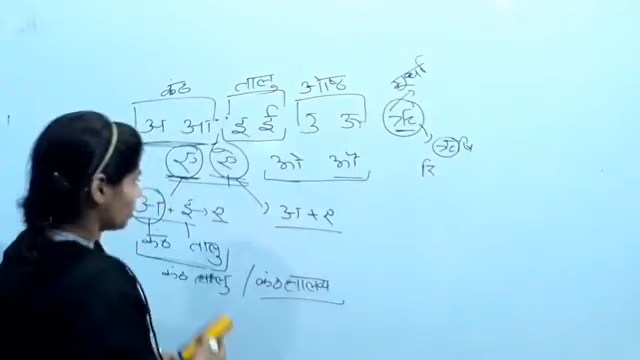 कंठ तालु ओष्ठ मूर्धा
अ आ इ ई उ ऊ ऋ
ए ऐ ओ औ ऋषि
रि
अ + ई → ए अ + ए
कंठ तालु
कंठ तालु / कंठतालव्य